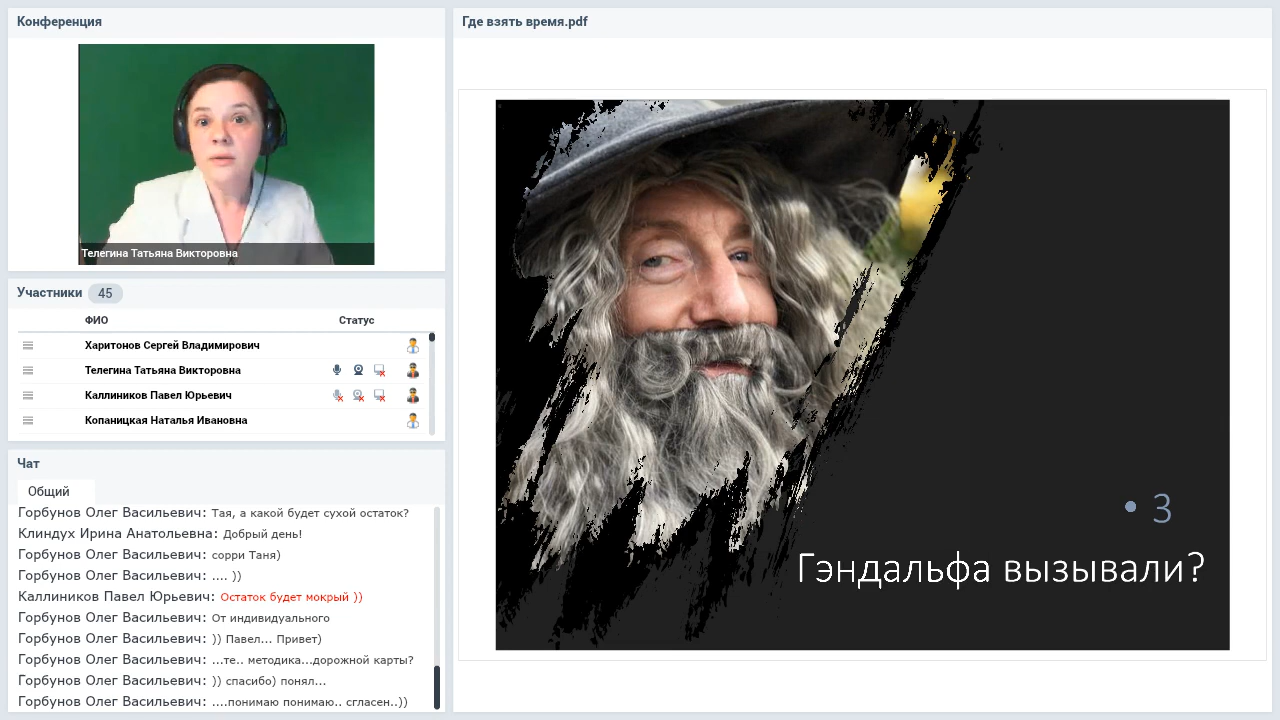 Конференция
Телегина Татьяна Викторовна
Участники 45
ФИО Статус
Харитонов Сергей Владимирович
Телегина Татьяна Викторовна
Каллиников Павел Юрьевич
Копаницкая Наталья Ивановна
Чат
Общий
Горбунов Олег Васильевич: Тая, а какой будет сухой остаток?
Клиндух Ирина Анатольевна: Добрый день!
Горбунов Олег Васильевич: сорри Таня)
Горбунов Олег Васильевич: .... ))
Каллиников Павел Юрьевич: Остаток будет мокрый ))
Горбунов Олег Васильевич: От индивидуального
Горбунов Олег Васильевич: )) Павел... Привет)
Горбунов Олег Васильевич: ...те.. методика...дорожной карты?
Горбунов Олег Васильевич: )) спасибо) понял...
Горбунов Олег Васильевич: ....понимаю понимаю.. сгласен..))
Где взять время.pdf
• 3
Гэндальфа вызывали?